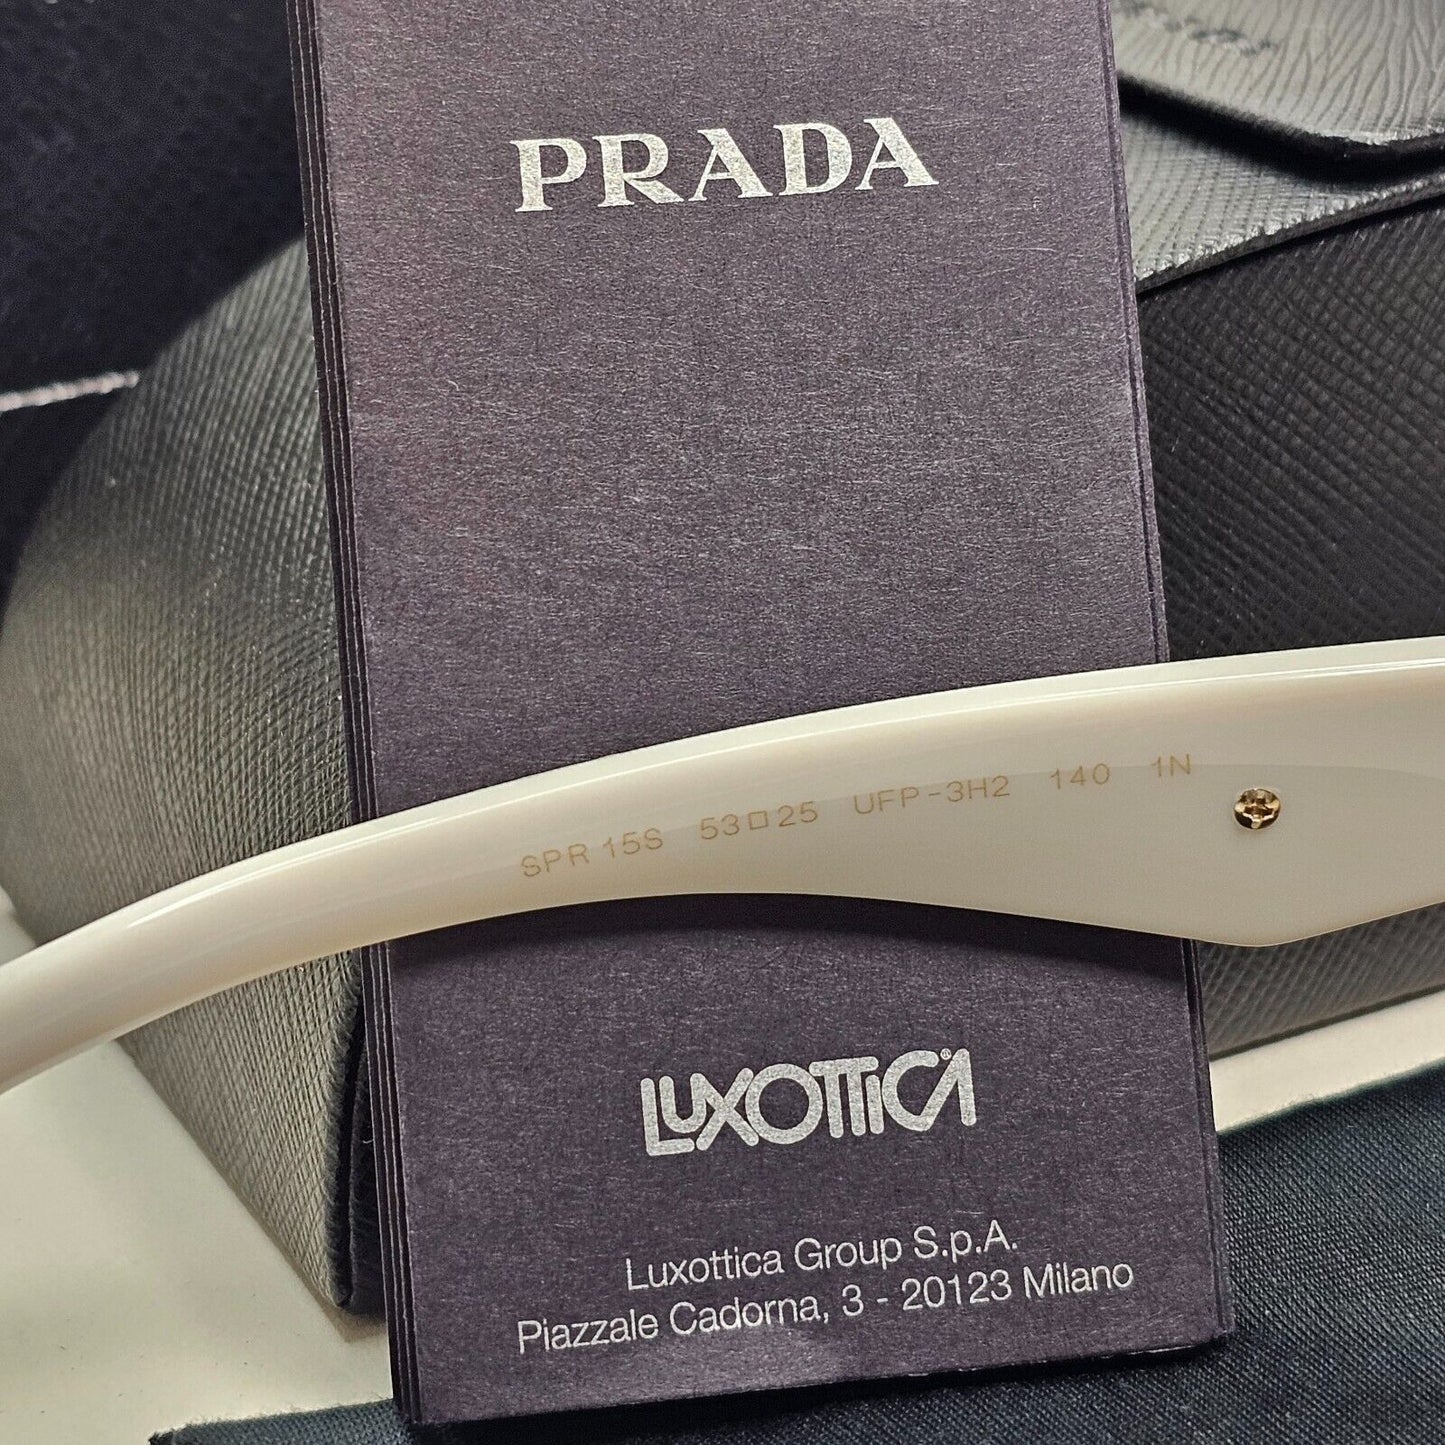 PRADA
SPR 15S 53□25 UFP-3H2 140 1N
LUXOTTICA®
Luxottica Group S.p.A.
Piazzale Cadorna, 3 - 20123 Milano